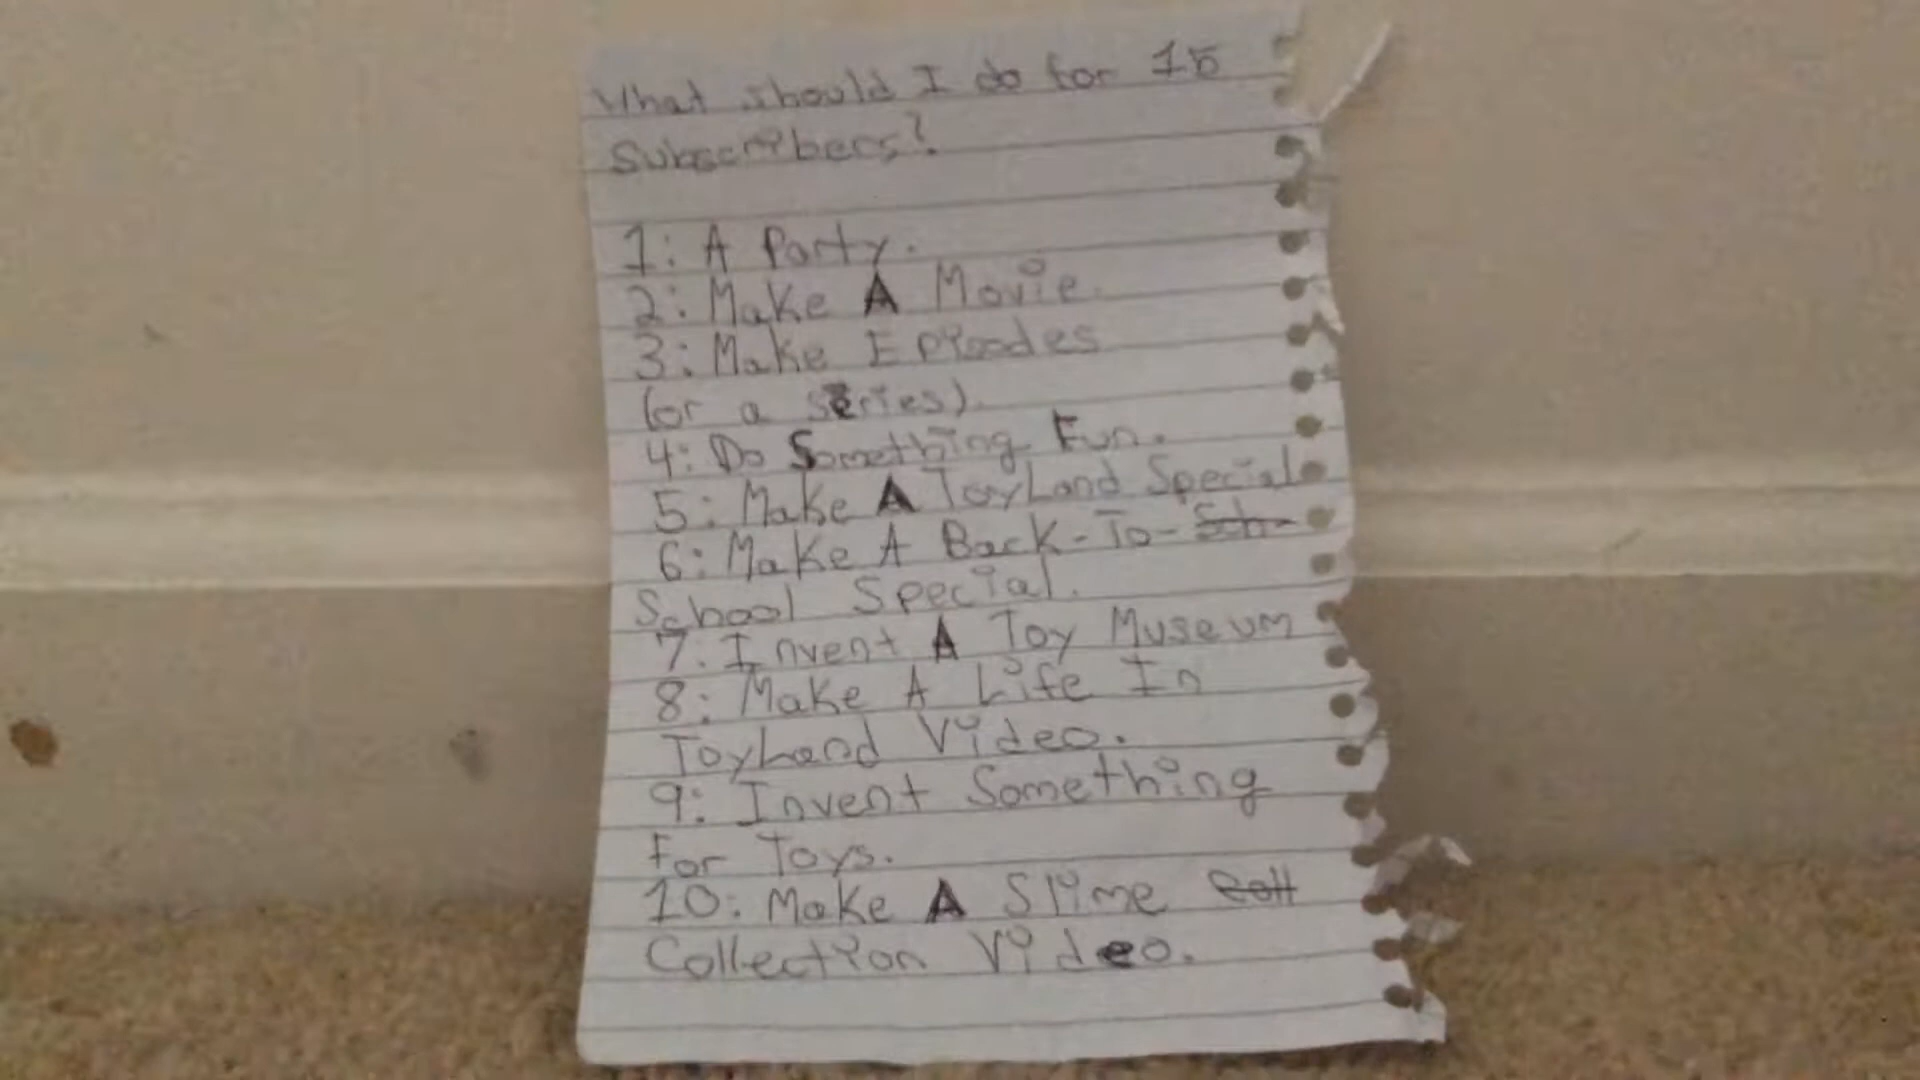 What should I do for 15
Subscribers?
1: A Party.
2: Make A Movie.
3: Make Episodes
(or a series).
4: Do Something Fun.
5: Make A ToyLand Special.
6: Make A Back-To-Sch-
School Special.
7. Invent A Toy Museum
8: Make A Life In
ToyLand Video.
9: Invent Something
For Toys.
10: Make A Slime
Collection Video.